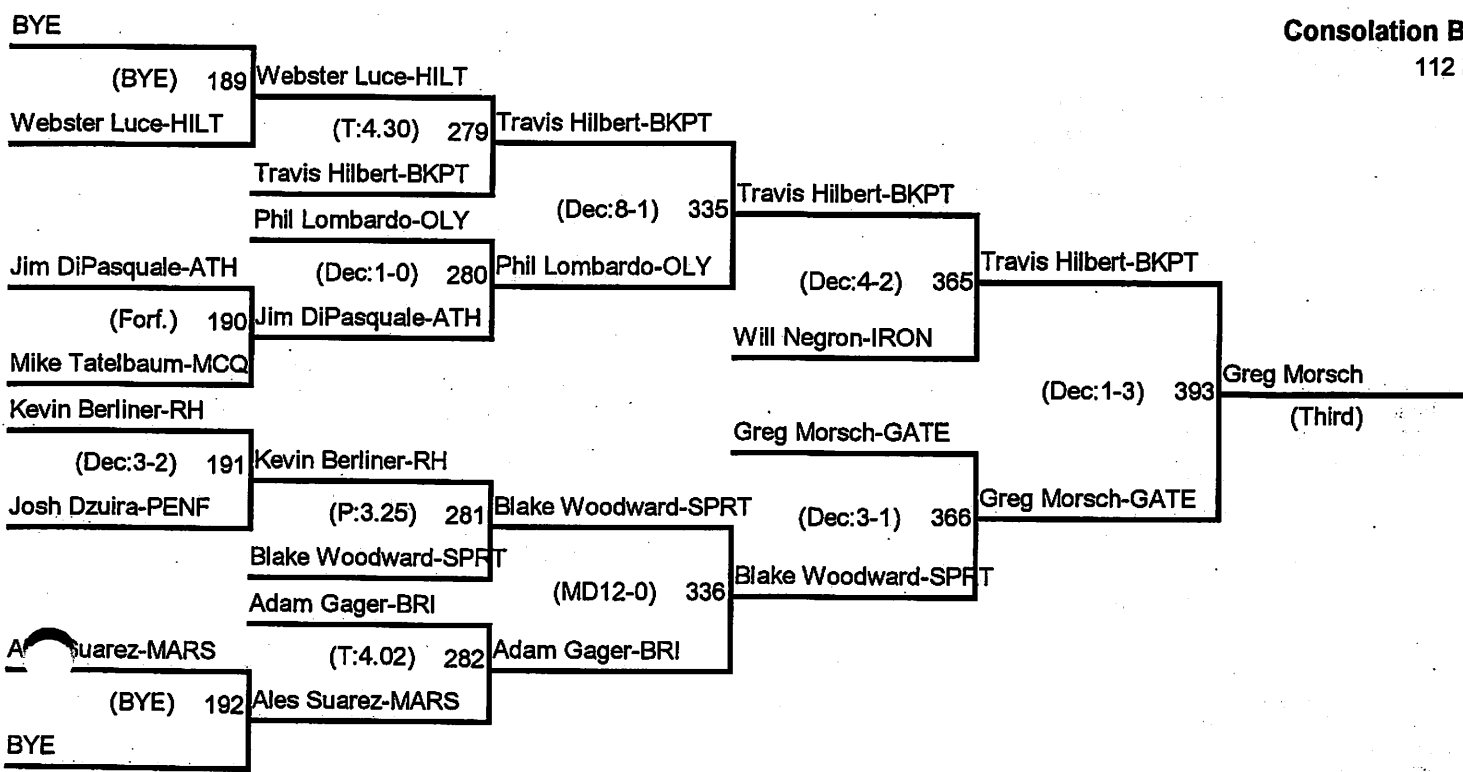 BYE
Consolation B
112
(BYE) 189 Webster Luce-HILT
Webster Luce-HILT
(T:4.30) 279 Travis Hilbert-BKPT
Travis Hilbert-BKPT
(Dec:8-1) 335 Travis Hilbert-BKPT
Phil Lombardo-OLY
Jim DiPasquale-ATH
(Dec:1-0) 280 Phil Lombardo-OLY
(Dec:4-2) 365 Travis Hilbert-BKPT
(Forf.) 190 Jim DiPasquale-ATH
Will Negron-IRON
Mike Tatelbaum-MCQ
(Dec:1-3) 393 Greg Morsch
(Third)
Kevin Berliner-RH
Greg Morsch-GATE
(Dec:3-2) 191 Kevin Berliner-RH
Josh Dzuira-PENF
(P:3.25) 281 Blake Woodward-SPRT
(Dec:3-1) 366 Greg Morsch-GATE
Blake Woodward-SPRT
(MD12-0) 336 Blake Woodward-SPRT
Adam Gager-BRI
uarez-MARS
(T:4.02) 282 Adam Gager-BRI
(BYE) 192 Ales Suarez-MARS
BYE